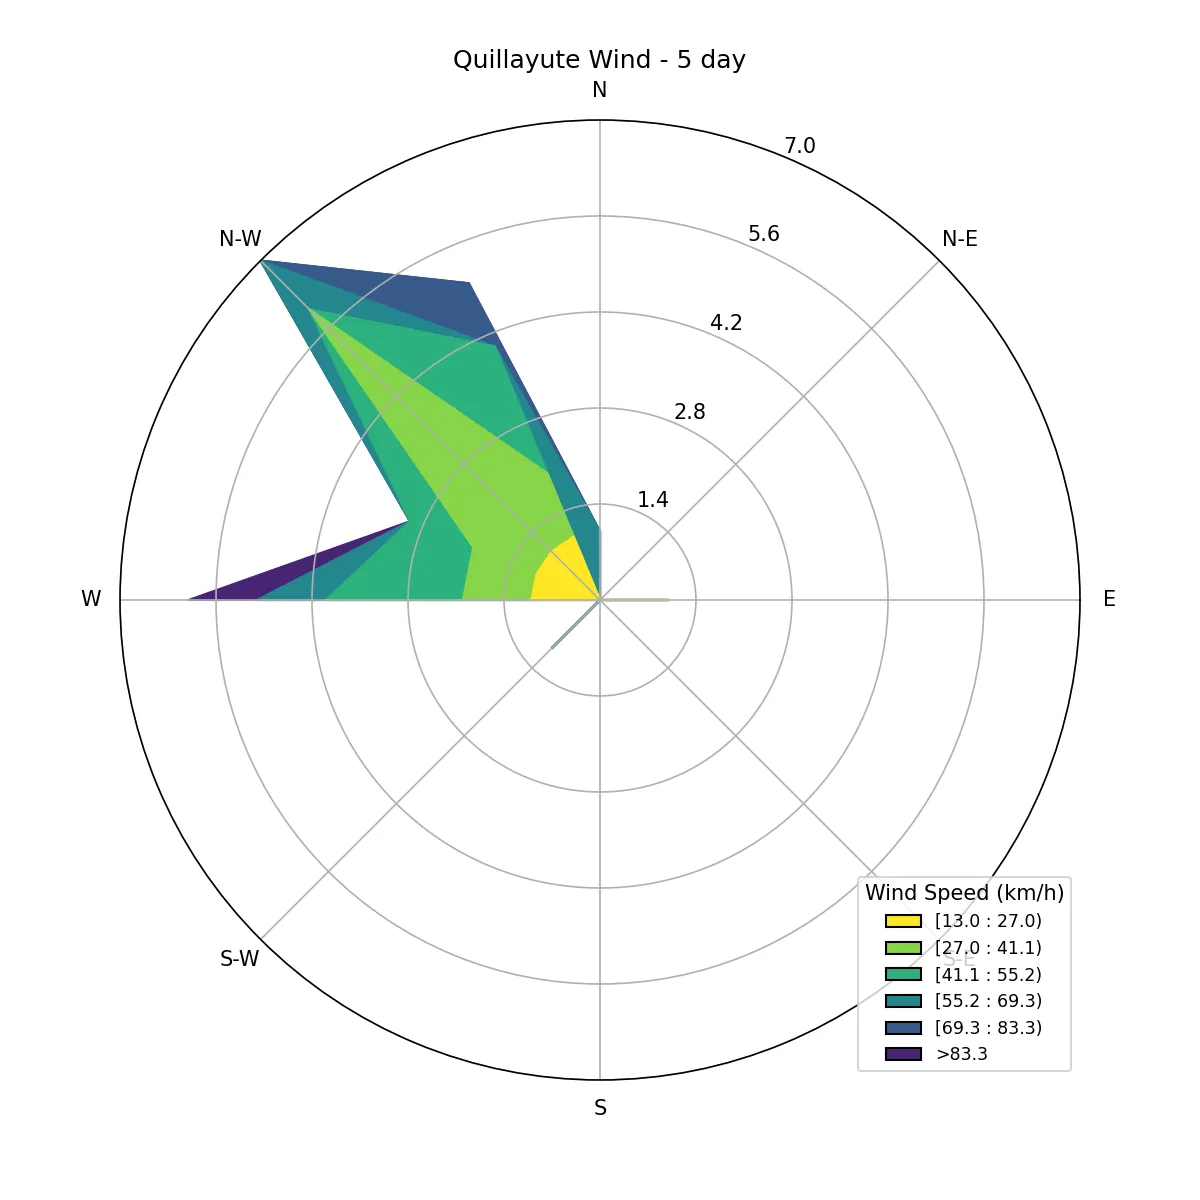 Quillayute Wind - 5 day
N
7.0
N-W
N-E
5.6
4.2
2.8
1.4
W
E
S-W
S-E
S
Wind Speed (km/h)
[13.0 : 27.0)
[27.0 : 41.1)
[41.1 : 55.2)
[55.2 : 69.3)
[69.3 : 83.3)
>83.3